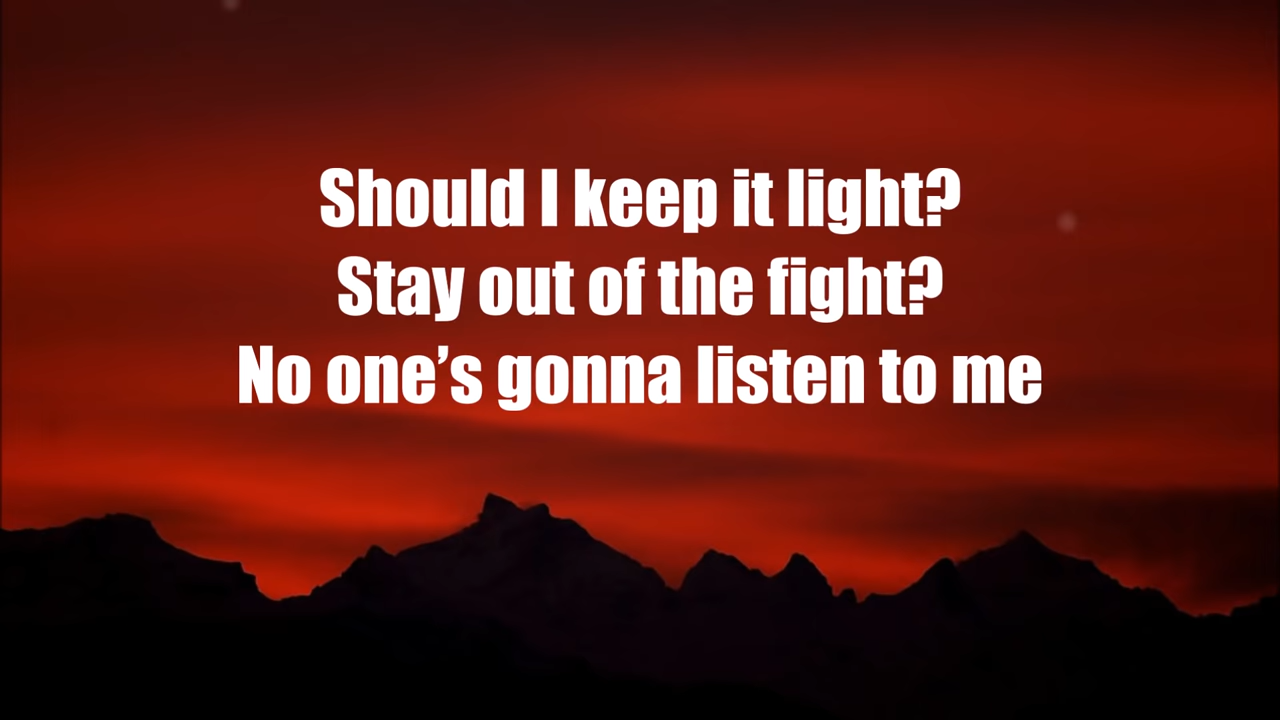 Should I keep it light?
Stay out of the fight?
No one’s gonna listen to me